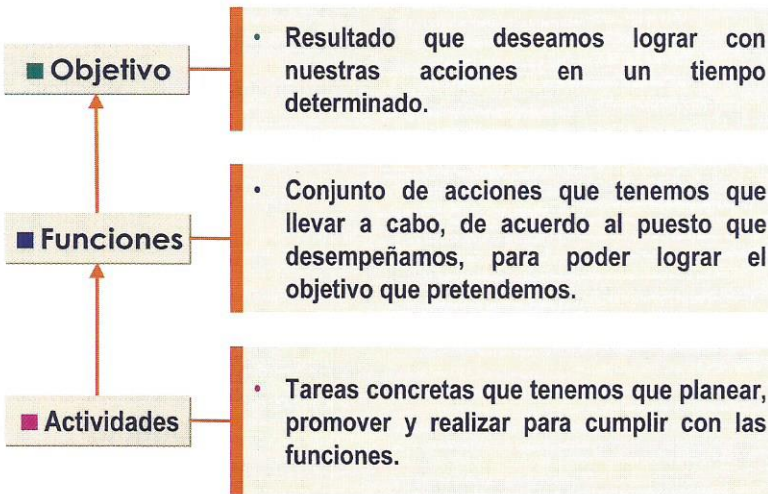 Objetivo
• Resultado que deseamos lograr con
nuestras acciones en un tiempo
determinado.
Funciones
• Conjunto de acciones que tenemos que
llevar a cabo, de acuerdo al puesto que
desempeñamos, para poder lograr el
objetivo que pretendemos.
Actividades
• Tareas concretas que tenemos que planear,
promover y realizar para cumplir con las
funciones.